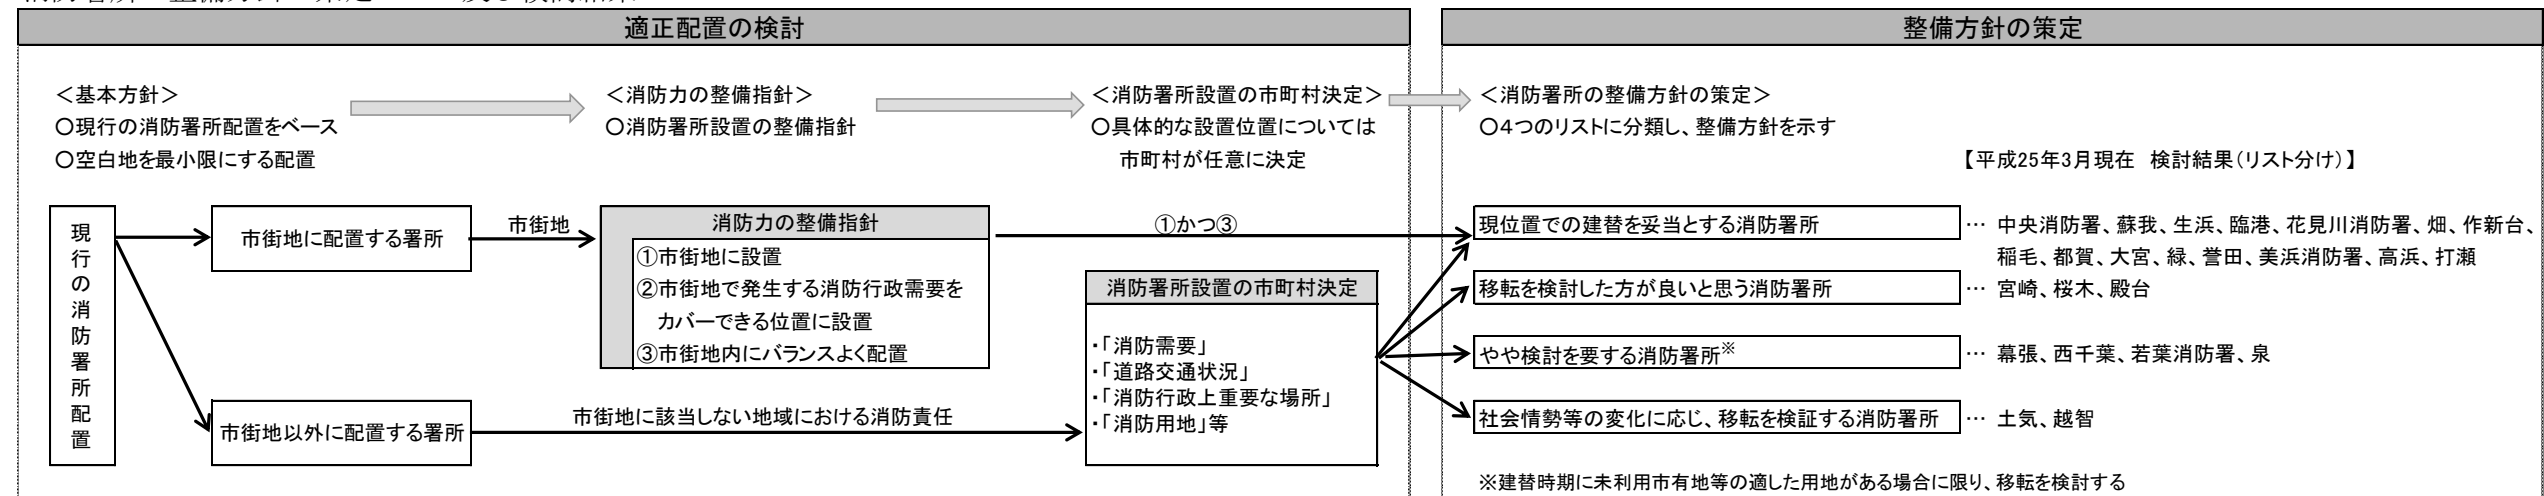 適正配置の検討
整備方針の策定
＜基本方針＞
○現行の消防署所配置をベース
○空白地を最小限にする配置
＜消防力の整備指針＞
○消防署所設置の整備指針
＜消防署所設置の市町村決定＞
○具体的な設置位置については
市町村が任意に決定
＜消防署所の整備方針の策定＞
○４つのリストに分類し、整備方針を示す
【平成25年3月現在　検討結果（リスト分け）】
現行の消防署所配置
市街地に配置する署所
市街地
消防力の整備指針
①市街地に設置
②市街地で発生する消防行政需要を
カバーできる位置に設置
③市街地内にバランスよく配置
①かつ③
市街地以外に配置する署所
市街地に該当しない地域における消防責任
消防署所設置の市町村決定
・「消防需要」
・「道路交通状況」
・「消防行政上重要な場所」
・「消防用地」等
現位置での建替を妥当とする消防署所
… 中央消防署、蘇我、生浜、臨港、花見川消防署、畑、作新台、
稲毛、都賀、大宮、緑、誉田、美浜消防署、高浜、打瀬
移転を検討した方が良いと思う消防署所
… 宮崎、桜木、殿台
やや検討を要する消防署所※
… 幕張、西千葉、若葉消防署、泉
社会情勢等の変化に応じ、移転を検証する消防署所
… 土気、越智
※建替時期に未利用市有地等の適した用地がある場合に限り、移転を検討する